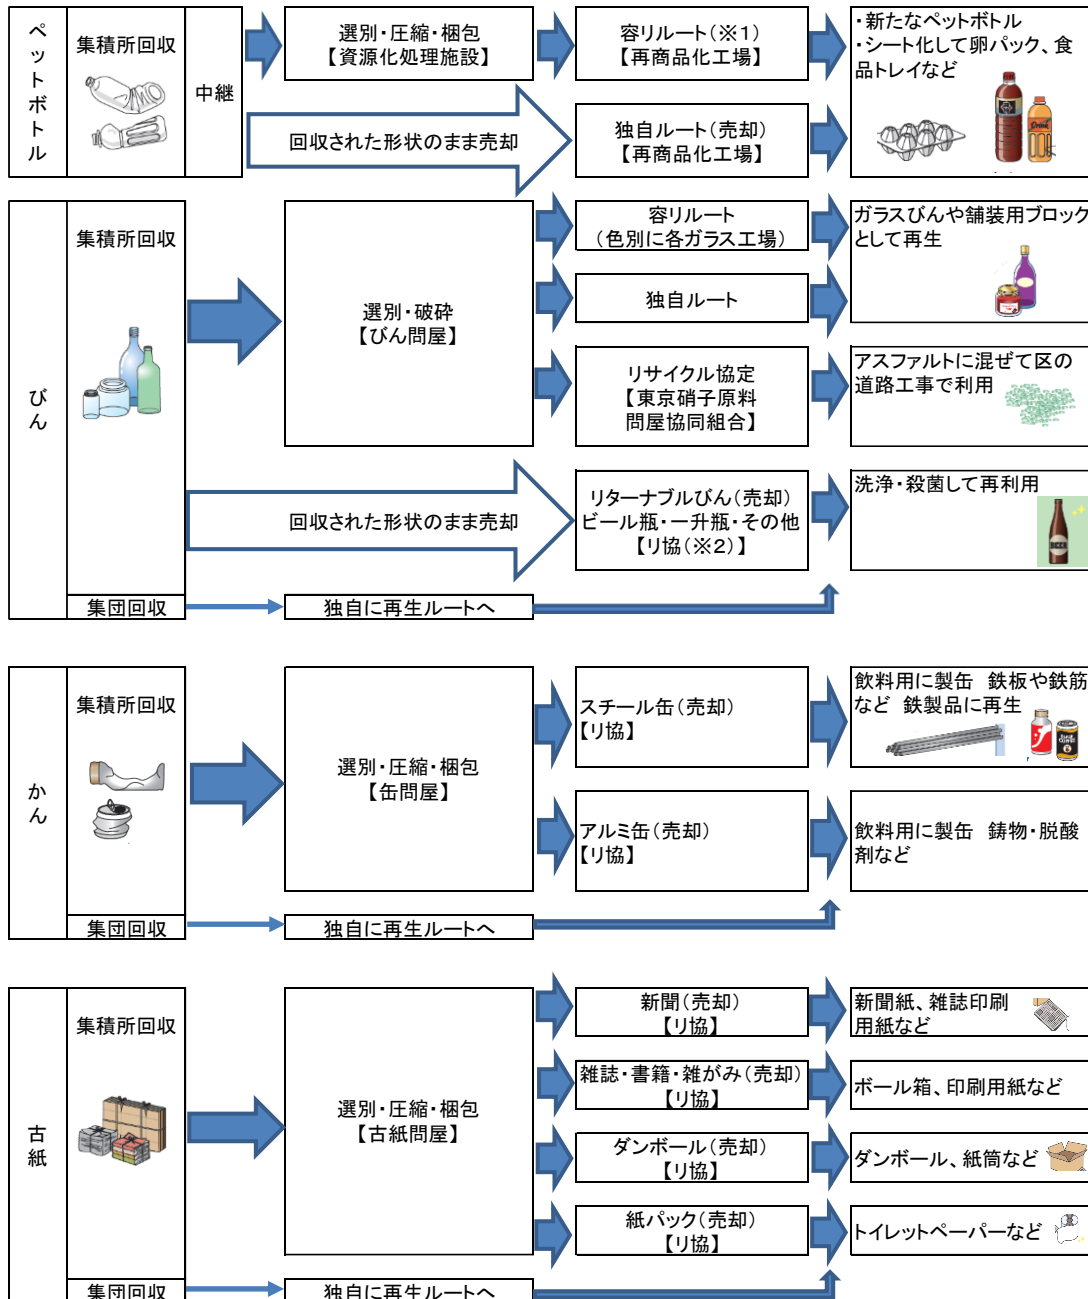 ペットボトル
集積所回収
中継
選別・圧縮・梱包
【資源化処理施設】
容リルート(※1)
【再商品化工場】
・新たなペットボトル
・シート化して卵パック、食
品トレイなど
回収された形状のまま売却
独自ルート(売却)
【再商品化工場】
びん
集積所回収
選別・破砕
【びん問屋】
容リルート
(色別に各ガラス工場)
ガラスびんや舗装用ブロック
として再生
独自ルート
リサイクル協定
【東京硝子原料
問屋協同組合】
アスファルトに混ぜて区の
道路工事で利用
回収された形状のまま売却
リターナブルびん(売却)
ビール瓶・一升瓶・その他
【リ協(※2)】
洗浄・殺菌して再利用
BEER
集団回収
独自に再生ルートへ
かん
集積所回収
選別・圧縮・梱包
【缶問屋】
スチール缶(売却)
【リ協】
飲料用に製缶 鉄板や鉄筋
など 鉄製品に再生
アルミ缶(売却)
【リ協】
飲料用に製缶 鋳物・脱酸
剤など
集団回収
独自に再生ルートへ
古紙
集積所回収
選別・圧縮・梱包
【古紙問屋】
新聞(売却)
【リ協】
新聞紙、雑誌印刷
用紙など
雑誌・書籍・雑がみ(売却)
【リ協】
ボール箱、印刷用紙など
ダンボール(売却)
【リ協】
ダンボール、紙筒など
紙パック(売却)
【リ協】
トイレットペーパーなど
集団回収
独自に再生ルートへ